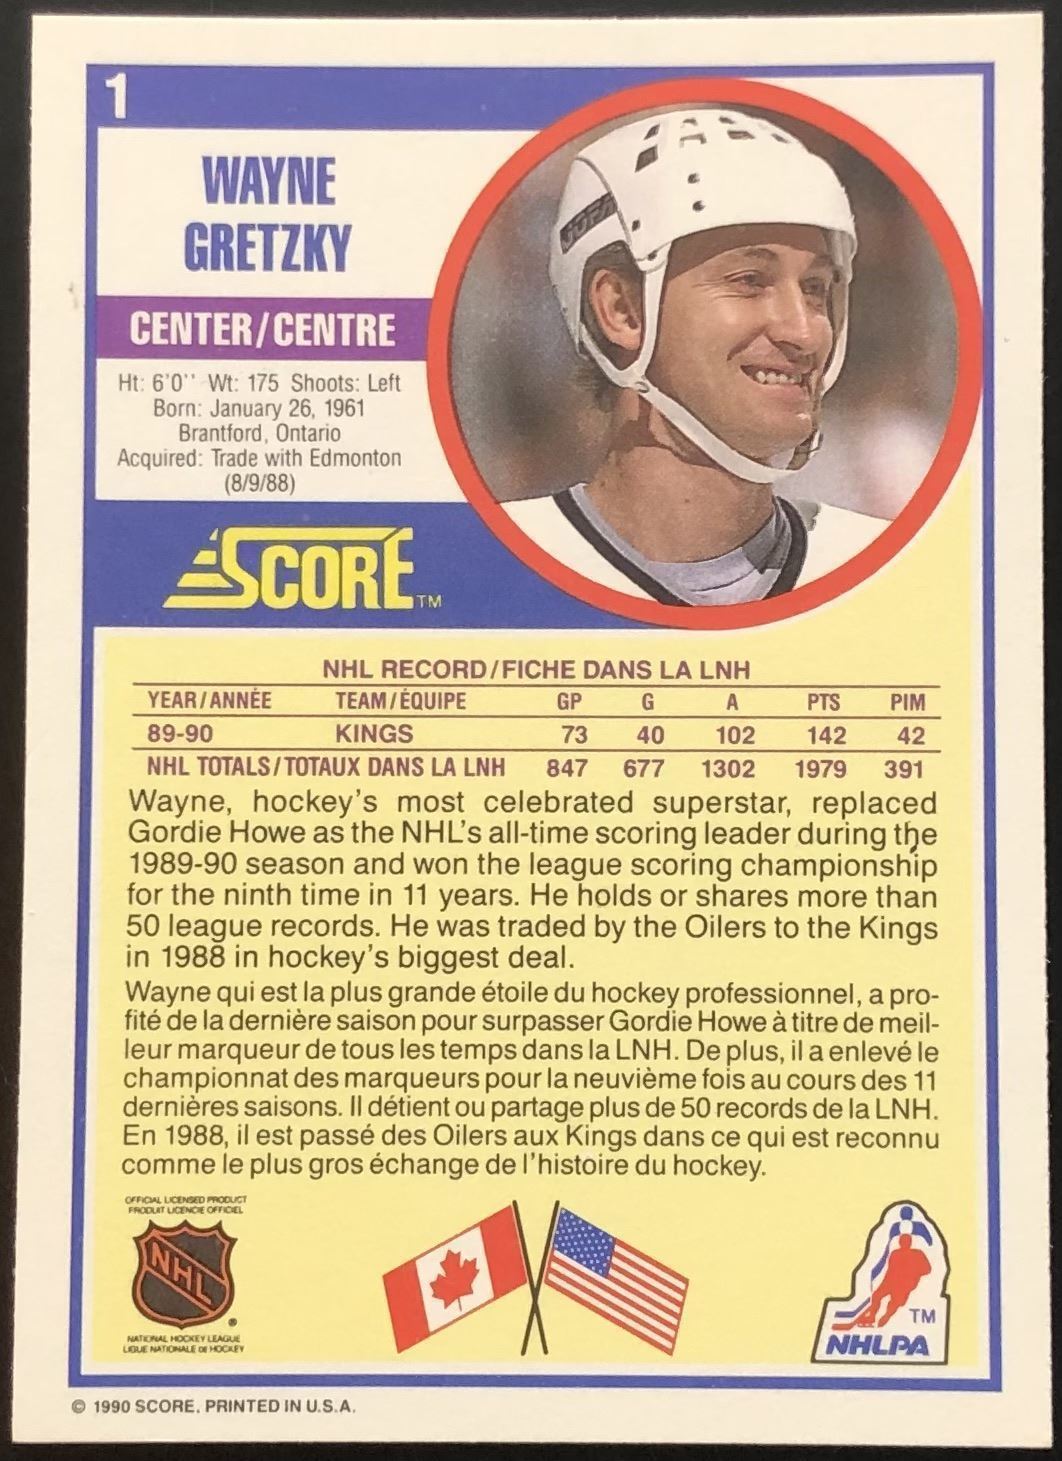 1
WAYNE
GRETZKY
CENTER/CENTRE
Ht: 6'0'' Wt: 175 Shoots: Left
Born: January 26, 1961
Brantford, Ontario
Acquired: Trade with Edmonton
(8/9/88)
JOFA
SCORE TM
NHL RECORD/FICHE DANS LA LNH
YEAR/ANNÉE TEAM/ÉQUIPE GP G A PTS PIM
89-90 KINGS 73 40 102 142 42
NHL TOTALS/TOTAUX DANS LA LNH 847 677 1302 1979 391
Wayne, hockey's most celebrated superstar, replaced
Gordie Howe as the NHL's all-time scoring leader during the
1989-90 season and won the league scoring championship
for the ninth time in 11 years. He holds or shares more than
50 league records. He was traded by the Oilers to the Kings
in 1988 in hockey's biggest deal.
Wayne qui est la plus grande étoile du hockey professionnel, a pro-
fité de la dernière saison pour surpasser Gordie Howe à titre de meil-
leur marqueur de tous les temps dans la LNH. De plus, il a enlevé le
championnat des marqueurs pour la neuvième fois au cours des 11
dernières saisons. Il détient ou partage plus de 50 records de la LNH.
En 1988, il est passé des Oilers aux Kings dans ce qui est reconnu
comme le plus gros échange de l'histoire du hockey.
OFFICIAL LICENSED PRODUCT
PRODUIT LICENCIE OFFICIEL
NHL ®
NATIONAL HOCKEY LEAGUE
LIGUE NATIONALE DE HOCKEY
TM
NHLPA
© 1990 SCORE, PRINTED IN U.S.A.